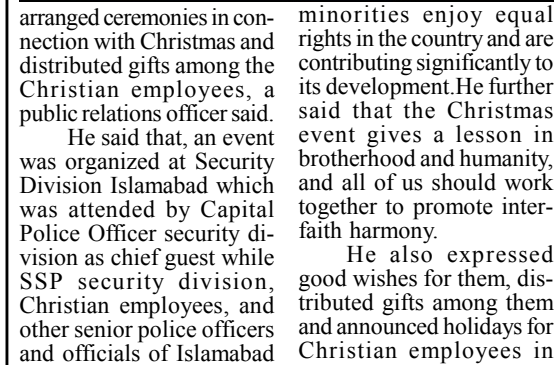 arranged ceremonies in con-
nection with Christmas and
distributed gifts among the
Christian employees, a
public relations officer said.
He said that, an event
was organized at Security
Division Islamabad which
was attended by Capital
Police Officer security di-
vision as chief guest while
SSP security division,
Christian employees, and
other senior police officers
and officials of Islamabad
minorities enjoy equal
rights in the country and are
contributing significantly to
its development.He further
said that the Christmas
event gives a lesson in
brotherhood and humanity,
and all of us should work
together to promote inter-
faith harmony.
He also expressed
good wishes for them, dis-
tributed gifts among them
and announced holidays for
Christian employees in